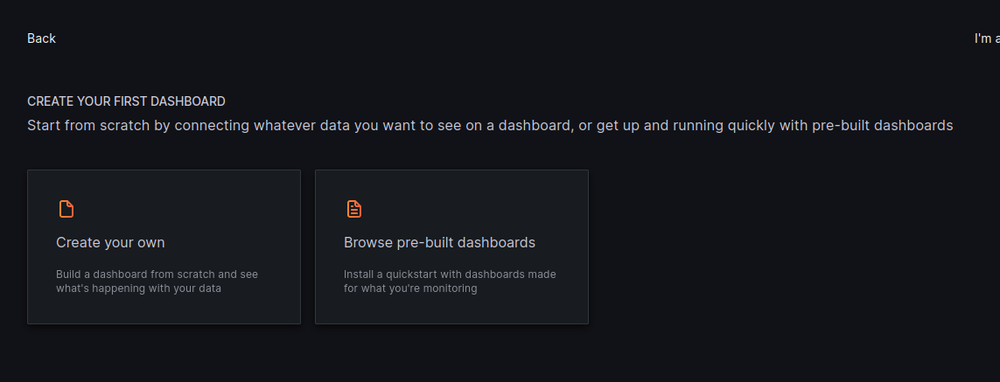 Back
I'm a
CREATE YOUR FIRST DASHBOARD
Start from scratch by connecting whatever data you want to see on a dashboard, or get up and running quickly with pre-built dashboards
Create your own
Build a dashboard from scratch and see
what's happening with your data
Browse pre-built dashboards
Install a quickstart with dashboards made
for what you're monitoring